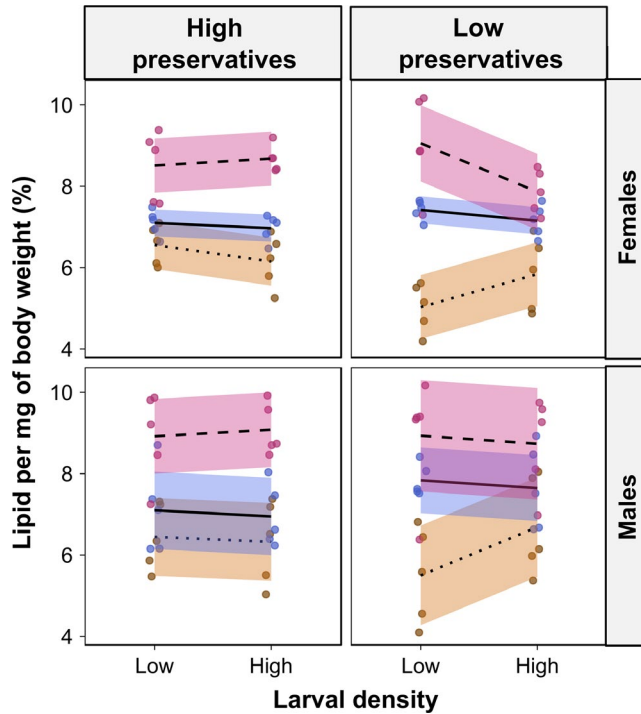 High
preservatives
Low
preservatives
Lipid per mg of body weight (%)
10
8
6
4
Females
10
8
6
4
Males
Low
High
Low
High
Larval density